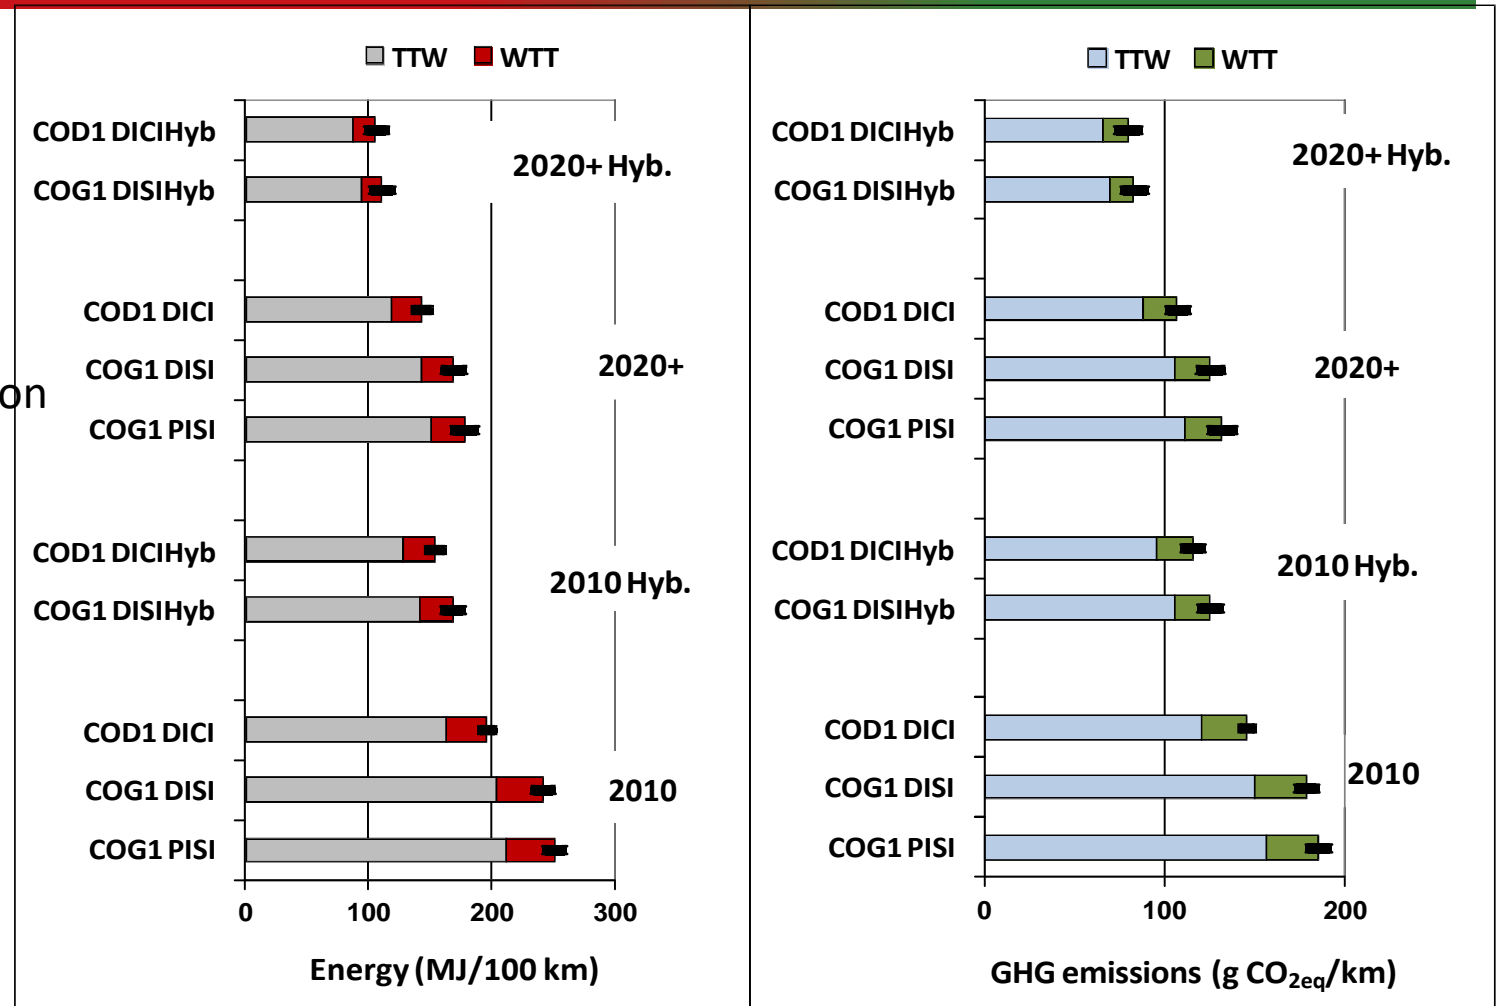 TTW WTT
COD1 DICIHyb
COG1 DISIHyb
2020+ Hyb.
COD1 DICI
COG1 DISI
COG1 PISI
2020+
on
COD1 DICIHyb
COG1 DISIHyb
2010 Hyb.
COD1 DICI
COG1 DISI
COG1 PISI
2010
0 100 200 300
Energy (MJ/100 km)
TTW WTT
COD1 DICIHyb
COG1 DISIHyb
2020+ Hyb.
COD1 DICI
COG1 DISI
COG1 PISI
2020+
COD1 DICIHyb
COG1 DISIHyb
2010 Hyb.
COD1 DICI
COG1 DISI
COG1 PISI
2010
0 100 200
GHG emissions (g CO2eq/km)